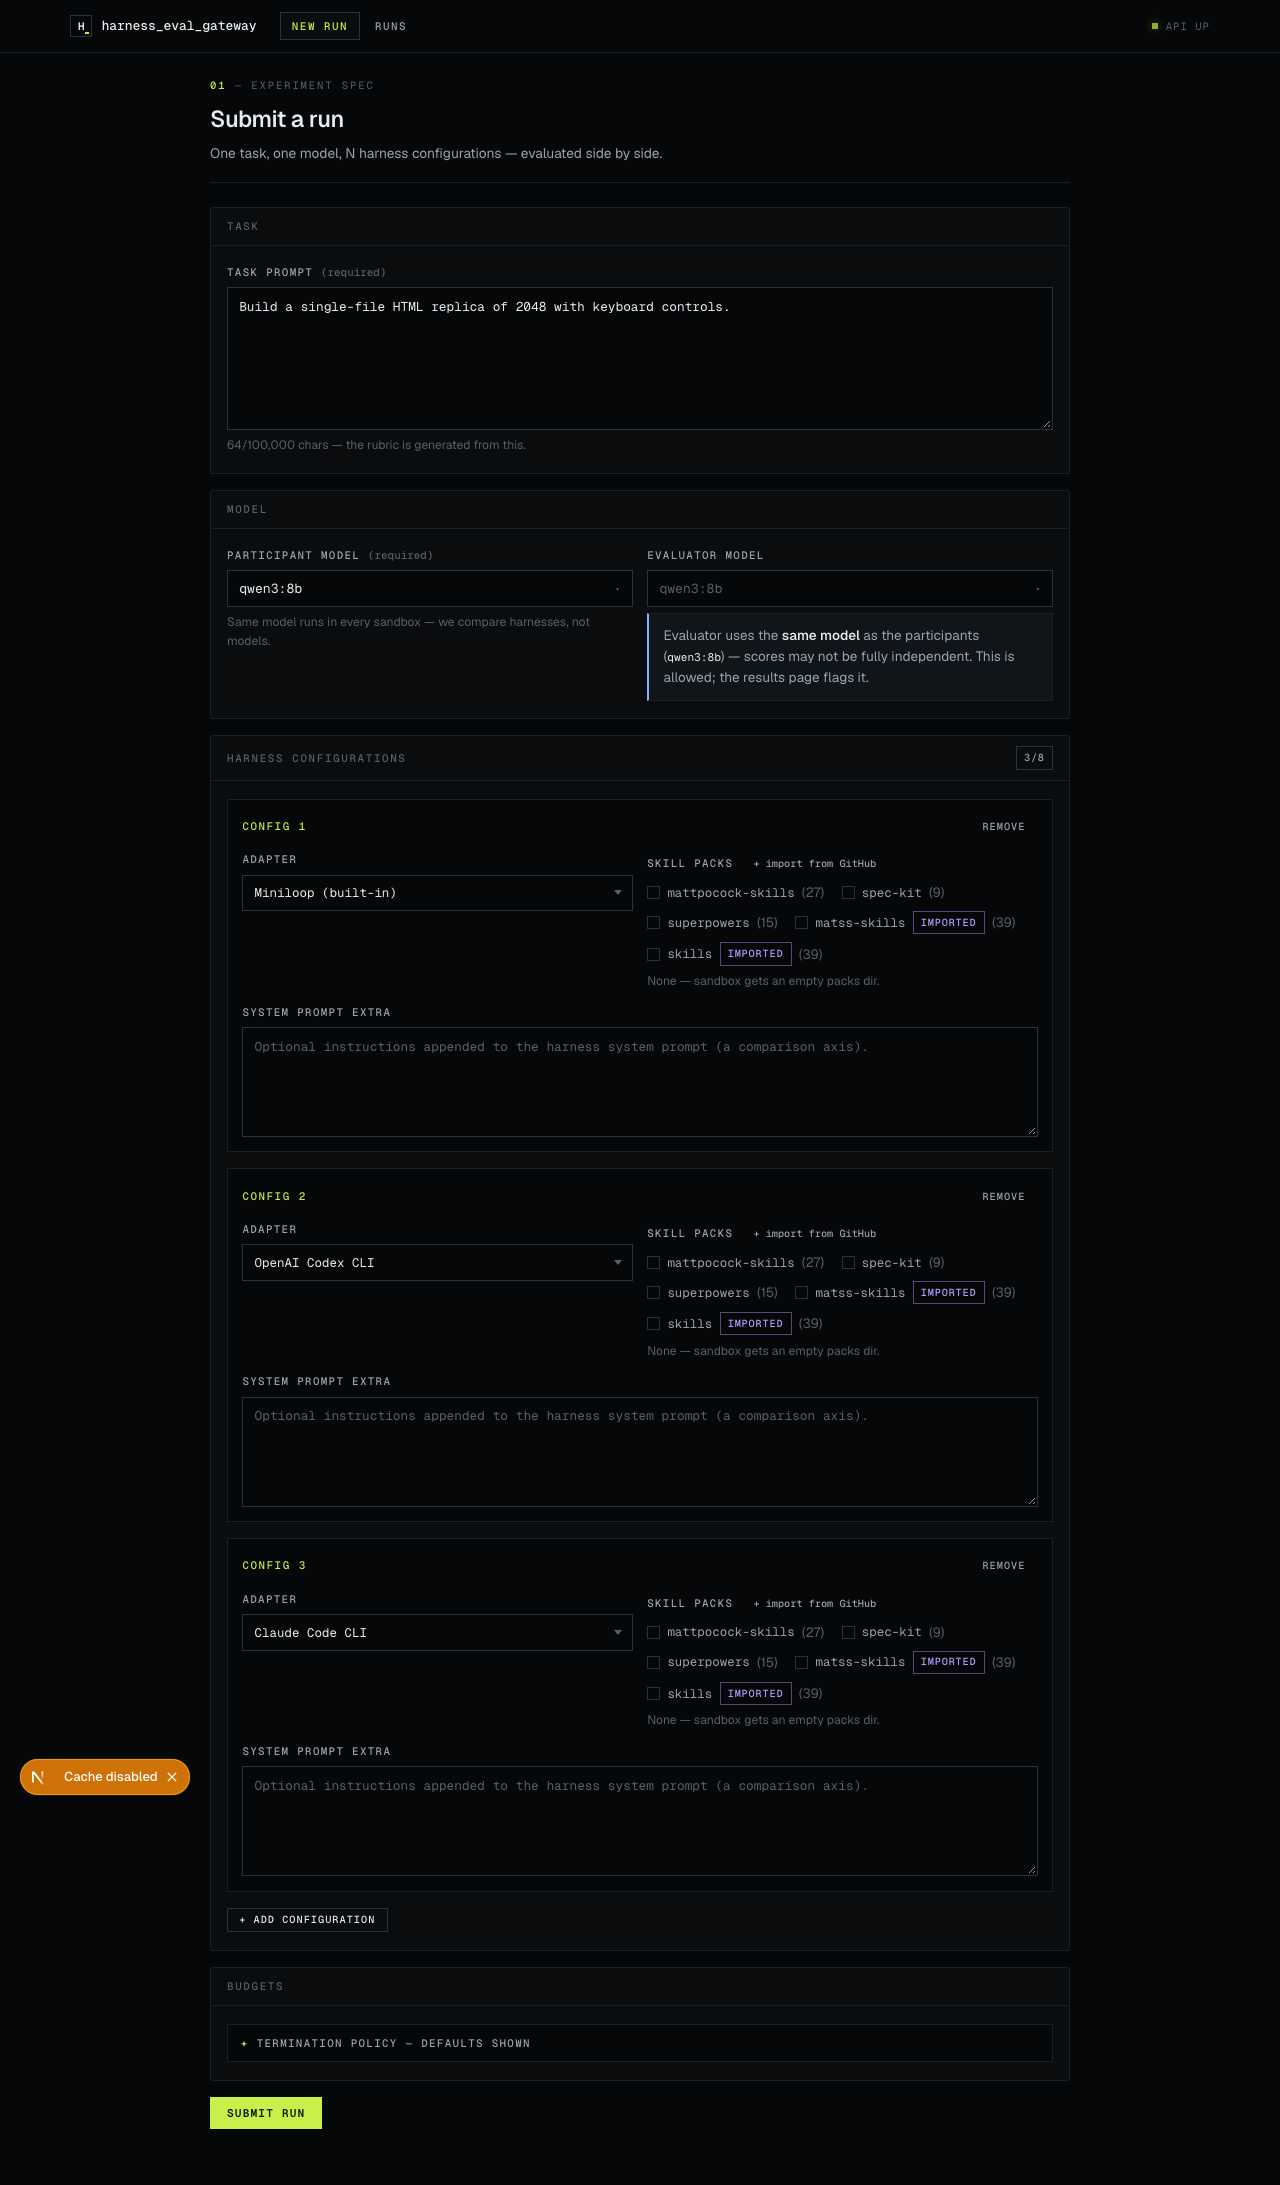 H_ harness_eval_gateway NEW RUN RUNS API UP
01 — EXPERIMENT SPEC
Submit a run
One task, one model, N harness configurations — evaluated side by side.
TASK
TASK PROMPT (required)
Build a single-file HTML replica of 2048 with keyboard controls.
64/100,000 chars — the rubric is generated from this.
MODEL
PARTICIPANT MODEL (required)
qwen3:8b
Same model runs in every sandbox — we compare harnesses, not
models.
EVALUATOR MODEL
qwen3:8b
Evaluator uses the same model as the participants
(qwen3:8b) — scores may not be fully independent. This is
allowed; the results page flags it.
HARNESS CONFIGURATIONS 3/8
CONFIG 1 REMOVE
ADAPTER
Miniloop (built-in)
SKILL PACKS + import from GitHub
mattpocock-skills (27) spec-kit (9)
superpowers (15) matss-skills IMPORTED (39)
skills IMPORTED (39)
None — sandbox gets an empty packs dir.
SYSTEM PROMPT EXTRA
Optional instructions appended to the harness system prompt (a comparison axis).
CONFIG 2 REMOVE
ADAPTER
OpenAI Codex CLI
SKILL PACKS + import from GitHub
mattpocock-skills (27) spec-kit (9)
superpowers (15) matss-skills IMPORTED (39)
skills IMPORTED (39)
None — sandbox gets an empty packs dir.
SYSTEM PROMPT EXTRA
Optional instructions appended to the harness system prompt (a comparison axis).
CONFIG 3 REMOVE
ADAPTER
Claude Code CLI
SKILL PACKS + import from GitHub
mattpocock-skills (27) spec-kit (9)
superpowers (15) matss-skills IMPORTED (39)
skills IMPORTED (39)
None — sandbox gets an empty packs dir.
SYSTEM PROMPT EXTRA
Optional instructions appended to the harness system prompt (a comparison axis).
N Cache disabled
+ ADD CONFIGURATION
BUDGETS
+ TERMINATION POLICY — DEFAULTS SHOWN
SUBMIT RUN